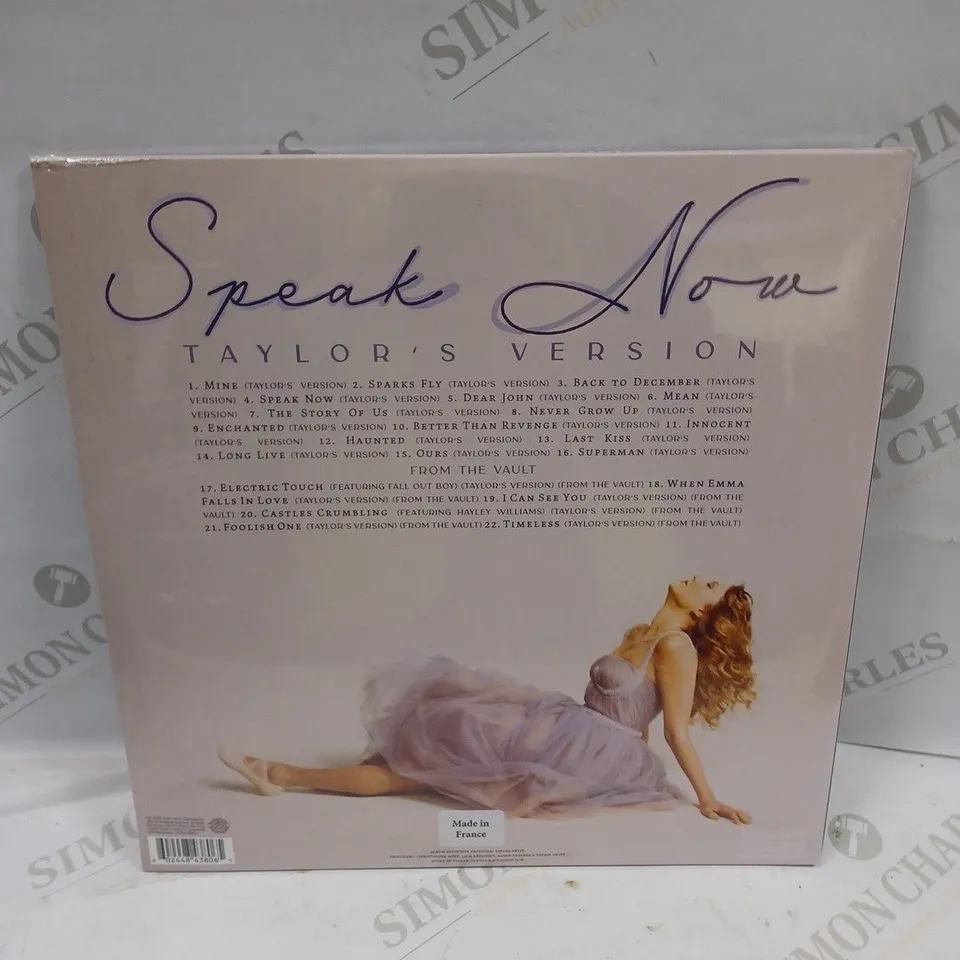 Speak Now
TAYLOR'S VERSION
1. MINE (TAYLOR'S VERSION) 2. SPARKS FLY (TAYLOR'S VERSION) 3. BACK TO DECEMBER (TAYLOR'S
VERSION) 4. SPEAK NOW (TAYLOR'S VERSION) 5. DEAR JOHN (TAYLOR'S VERSION) 6. MEAN (TAYLOR'S
VERSION) 7. THE STORY OF US (TAYLOR'S VERSION) 8. NEVER GROW UP (TAYLOR'S VERSION)
9. ENCHANTED (TAYLOR'S VERSION) 10. BETTER THAN REVENGE (TAYLOR'S VERSION) 11. INNOCENT
(TAYLOR'S VERSION) 12. HAUNTED (TAYLOR'S VERSION) 13. LAST KISS (TAYLOR'S VERSION)
14. LONG LIVE (TAYLOR'S VERSION) 15. OURS (TAYLOR'S VERSION) 16. SUPERMAN (TAYLOR'S VERSION)
FROM THE VAULT
17. ELECTRIC TOUCH (FEATURING FALL OUT BOY) (TAYLOR'S VERSION) (FROM THE VAULT) 18. WHEN EMMA
FALLS IN LOVE (TAYLOR'S VERSION) (FROM THE VAULT) 19. I CAN SEE YOU (TAYLOR'S VERSION) (FROM THE
VAULT) 20. CASTLES CRUMBLING (FEATURING HAYLEY WILLIAMS) (TAYLOR'S VERSION) (FROM THE VAULT)
21. FOOLISH ONE (TAYLOR'S VERSION) (FROM THE VAULT) 22. TIMELESS (TAYLOR'S VERSION) (FROM THE VAULT)
Made in
France
6 02448 43806 5
SIMON CHARLES